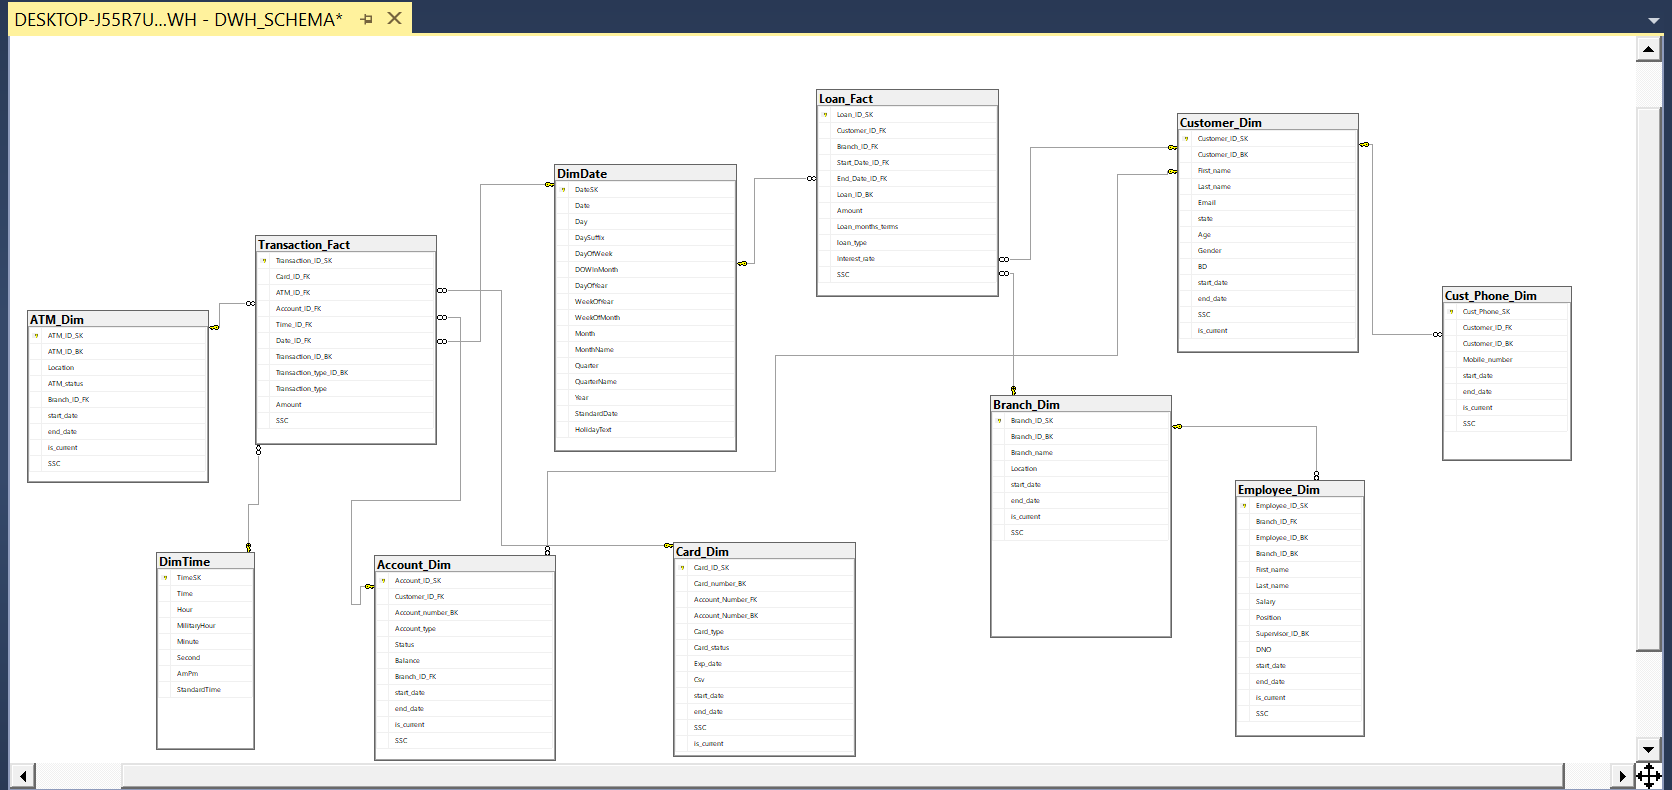 DESKTOP-J55R7U...WH - DWH_SCHEMA*
Loan_Fact
Loan_ID_SK
Customer_ID_FK
Branch_ID_FK
Start_Date_ID_FK
End_Date_ID_FK
Loan_ID_BK
Amount
Loan_months_terms
loan_type
Interest_rate
SSC
Customer_Dim
Customer_ID_SK
Customer_ID_BK
First_name
Last_name
Email
state
Age
Gender
BD
start_date
end_date
SSC
is_current
DimDate
DateSK
Date
Day
DaySuffix
DayOfWeek
DOWInMonth
DayOfYear
WeekOfYear
WeekOfMonth
Month
MonthName
Quarter
QuarterName
Year
StandardDate
HolidayText
Transaction_Fact
Transaction_ID_SK
Card_ID_FK
ATM_ID_FK
Account_ID_FK
Time_ID_FK
Date_ID_FK
Transaction_ID_BK
Transaction_type_ID_BK
Transaction_type
Amount
SSC
Cust_Phone_Dim
Cust_Phone_SK
Customer_ID_FK
Customer_ID_BK
Mobile_number
start_date
end_date
is_current
SSC
ATM_Dim
ATM_ID_SK
ATM_ID_BK
Location
ATM_status
Branch_ID_FK
start_date
end_date
is_current
SSC
Branch_Dim
Branch_ID_SK
Branch_ID_BK
Branch_name
Location
start_date
end_date
is_current
SSC
Employee_Dim
Employee_ID_SK
Branch_ID_FK
Employee_ID_BK
Branch_ID_BK
First_name
Last_name
Salary
Position
Supervisor_ID_BK
DNO
start_date
end_date
is_current
SSC
DimTime
TimeSK
Time
Hour
MilitaryHour
Minute
Second
AmPm
StandardTime
Account_Dim
Account_ID_SK
Customer_ID_FK
Account_number_BK
Account_type
Status
Balance
Branch_ID_FK
start_date
end_date
is_current
SSC
Card_Dim
Card_ID_SK
Card_number_BK
Account_Number_FK
Account_Number_BK
Card_type
Card_status
Exp_date
Csv
start_date
end_date
SSC
is_current